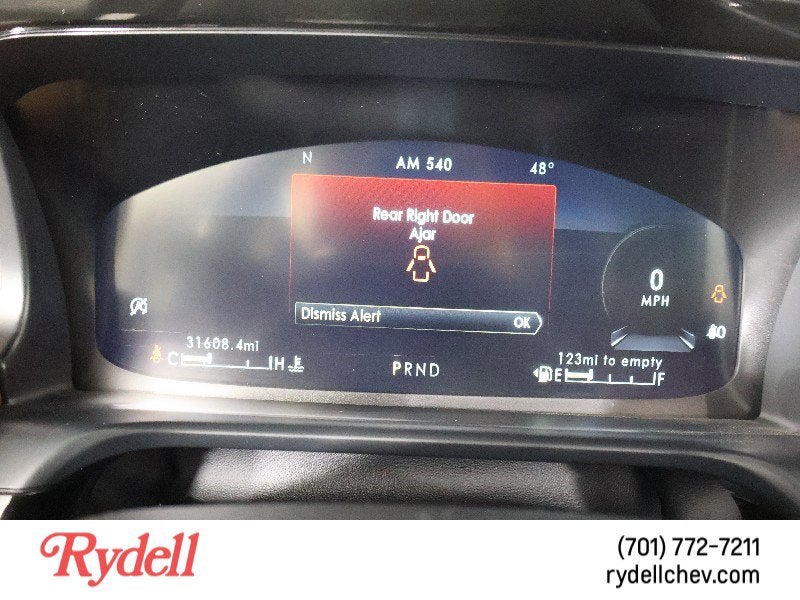 N AM 540 48°
Rear Right Door
Ajar
Dismiss Alert OK
0
MPH
31608.4mi
C H
PRND
123mi to empty
E F
Rydell
(701) 772-7211
rydellchev.com